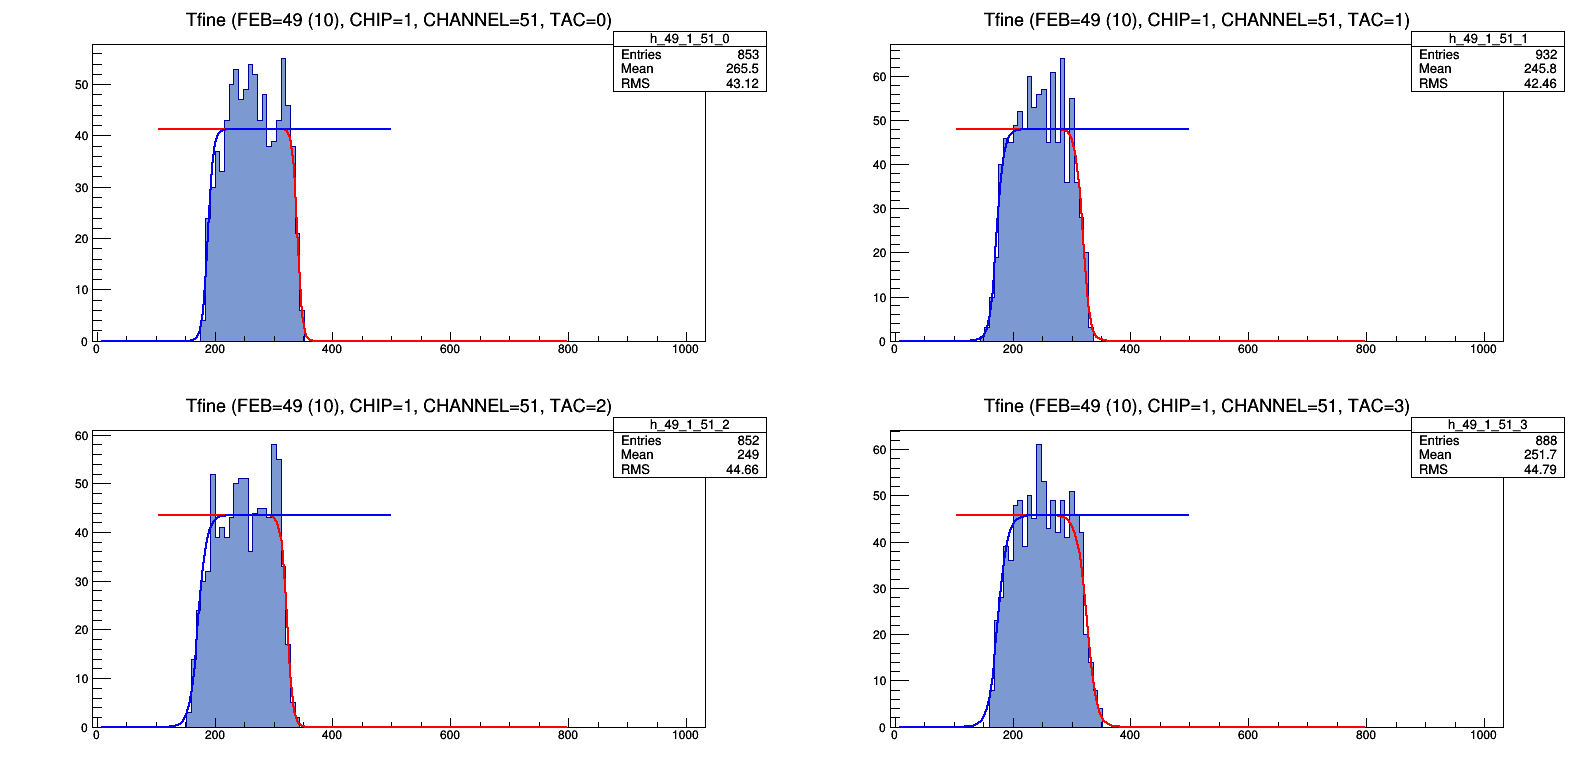 Tfine (FEB=49 (10), CHIP=1, CHANNEL=51, TAC=0)
h_49_1_51_0
Entries 853
Mean 265.5
RMS 43.12
50
40
30
20
10
0
0 200 400 600 800 1000
Tfine (FEB=49 (10), CHIP=1, CHANNEL=51, TAC=1)
h_49_1_51_1
Entries 932
Mean 245.8
RMS 42.46
60
50
40
30
20
10
0
0 200 400 600 800 1000
Tfine (FEB=49 (10), CHIP=1, CHANNEL=51, TAC=2)
h_49_1_51_2
Entries 852
Mean 249
RMS 44.66
60
50
40
30
20
10
0
0 200 400 600 800 1000
Tfine (FEB=49 (10), CHIP=1, CHANNEL=51, TAC=3)
h_49_1_51_3
Entries 888
Mean 251.7
RMS 44.79
60
50
40
30
20
10
0
0 200 400 600 800 1000